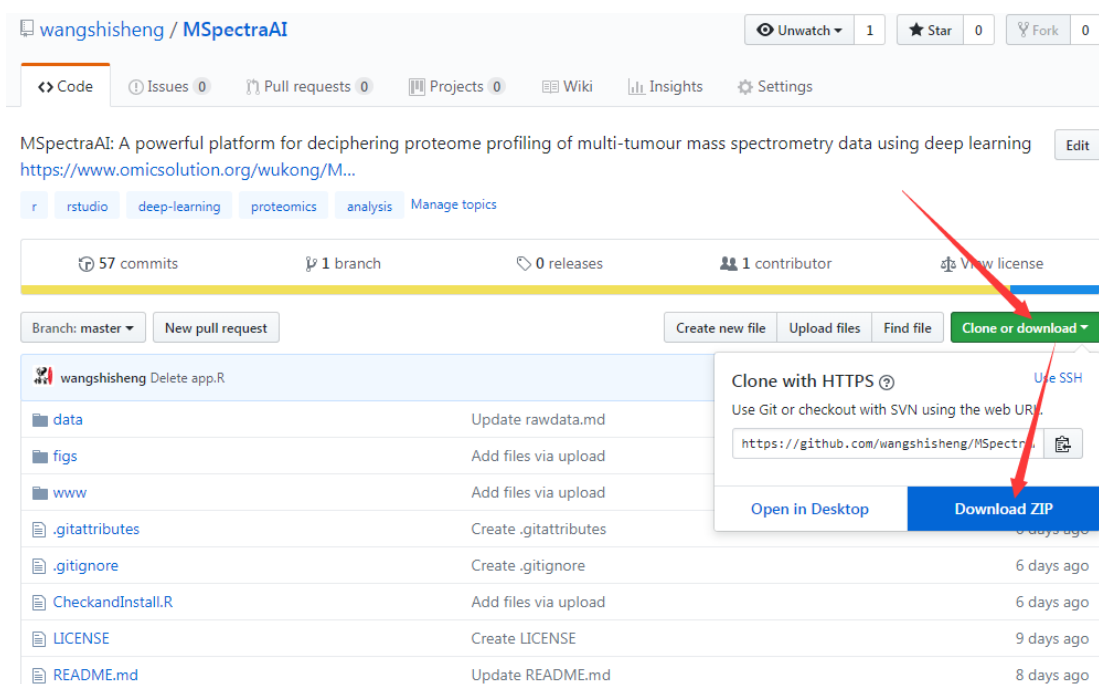 wangshisheng / MSpectraAI Unwatch 1 Star 0 Fork 0
Code Issues 0 Pull requests 0 Projects 0 Wiki Insights Settings
MSpectraAI: A powerful platform for deciphering proteome profiling of multi-tumour mass spectrometry data using deep learning Edit
https://www.omicsolution.org/wukong/M...
r rstudio deep-learning proteomics analysis Manage topics
57 commits 1 branch 0 releases 1 contributor View license
Branch: master New pull request Create new file Upload files Find file Clone or download
wangshisheng Delete app.R
Clone with HTTPS ? Use SSH
Use Git or checkout with SVN using the web URL.
https://github.com/wangshisheng/MSpectra
Open in Desktop Download ZIP
data Update rawdata.md
figs Add files via upload
www Add files via upload
.gitattributes Create .gitattributes days ago
.gitignore Create .gitignore 6 days ago
CheckandInstall.R Add files via upload 6 days ago
LICENSE Create LICENSE 9 days ago
README.md Update README.md 8 days ago